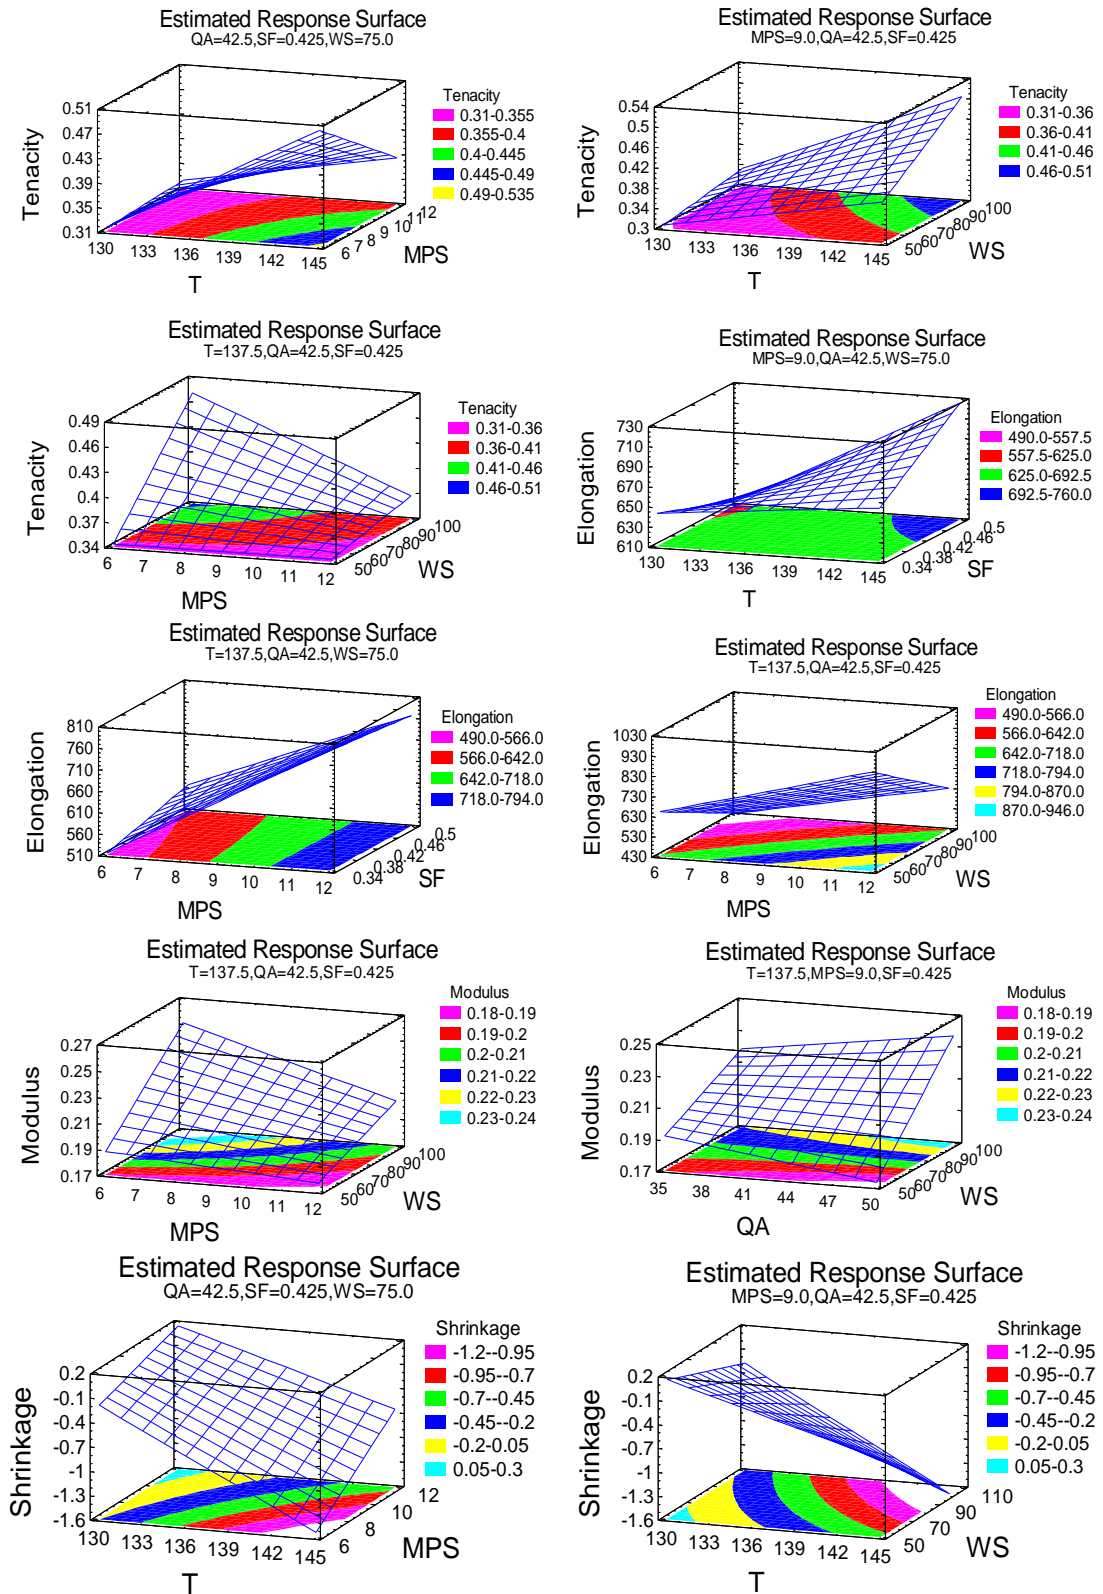 Estimated Response Surface
QA=42.5,SF=0.425,WS=75.0
Tenacity
0.51
0.47
0.43
0.39
0.35
0.31
130 133 136 139 142 145
T
6 7 8 9 10 11 12
MPS
Tenacity
0.31-0.355
0.355-0.4
0.4-0.445
0.445-0.49
0.49-0.535
Estimated Response Surface
MPS=9.0,QA=42.5,SF=0.425
Tenacity
0.54
0.5
0.46
0.42
0.38
0.34
0.3
130 133 136 139 142 145
T
50 60 70 80 90 100
WS
Tenacity
0.31-0.36
0.36-0.41
0.41-0.46
0.46-0.51
Estimated Response Surface
T=137.5,QA=42.5,SF=0.425
Tenacity
0.49
0.46
0.43
0.4
0.37
0.34
6 7 8 9 10 11 12
MPS
50 60 70 80 90 100
WS
Tenacity
0.31-0.36
0.36-0.41
0.41-0.46
0.46-0.51
Estimated Response Surface
MPS=9.0,QA=42.5,WS=75.0
Elongation
730
710
690
670
650
630
610
130 133 136 139 142 145
T
0.34 0.38 0.42 0.46 0.5
SF
Elongation
490.0-557.5
557.5-625.0
625.0-692.5
692.5-760.0
Estimated Response Surface
T=137.5,QA=42.5,WS=75.0
Elongation
810
760
710
660
610
560
510
6 7 8 9 10 11 12
MPS
0.34 0.38 0.42 0.46 0.5
SF
Elongation
490.0-566.0
566.0-642.0
642.0-718.0
718.0-794.0
Estimated Response Surface
T=137.5,QA=42.5,SF=0.425
Elongation
1030
930
830
730
630
530
430
6 7 8 9 10 11 12
MPS
50 60 70 80 90 100
WS
Elongation
490.0-566.0
566.0-642.0
642.0-718.0
718.0-794.0
794.0-870.0
870.0-946.0
Estimated Response Surface
T=137.5,QA=42.5,SF=0.425
Modulus
0.27
0.25
0.23
0.21
0.19
0.17
6 7 8 9 10 11 12
MPS
50 60 70 80 90 100
WS
Modulus
0.18-0.19
0.19-0.2
0.2-0.21
0.21-0.22
0.22-0.23
0.23-0.24
Estimated Response Surface
T=137.5,MPS=9.0,SF=0.425
Modulus
0.25
0.23
0.21
0.19
0.17
35 38 41 44 47 50
QA
50 60 70 80 90 100
WS
Modulus
0.18-0.19
0.19-0.2
0.2-0.21
0.21-0.22
0.22-0.23
0.23-0.24
Estimated Response Surface
QA=42.5,SF=0.425,WS=75.0
Shrinkage
0.2
-0.1
-0.4
-0.7
-1
-1.3
-1.6
130 133 136 139 142 145
T
6 8 10 12
MPS
Shrinkage
-1.2--0.95
-0.95--0.7
-0.7--0.45
-0.45--0.2
-0.2-0.05
0.05-0.3
Estimated Response Surface
MPS=9.0,QA=42.5,SF=0.425
Shrinkage
0.2
-0.1
-0.4
-0.7
-1
-1.3
-1.6
130 133 136 139 142 145
T
50 70 90 110
WS
Shrinkage
-1.2--0.95
-0.95--0.7
-0.7--0.45
-0.45--0.2
-0.2-0.05
0.05-0.3